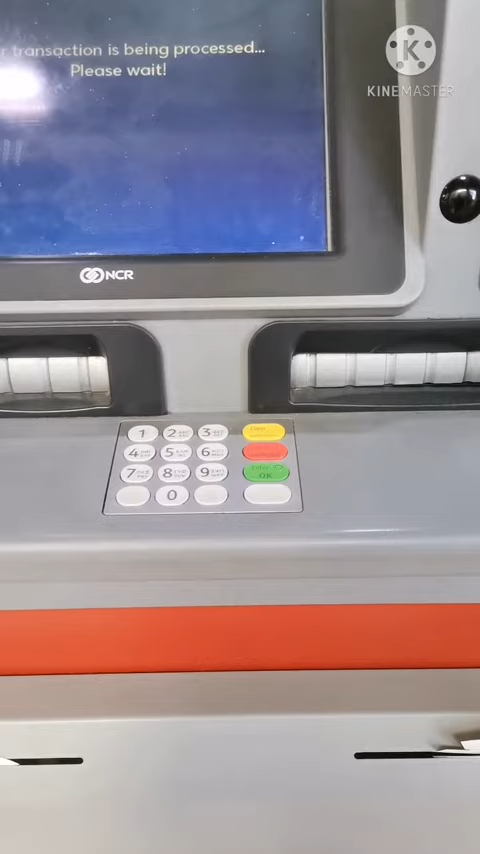 r transaction is being processed...
Please wait!
K
KINEMASTER
NCR
1 2 3
4 5 6
7 8 9
OK
0